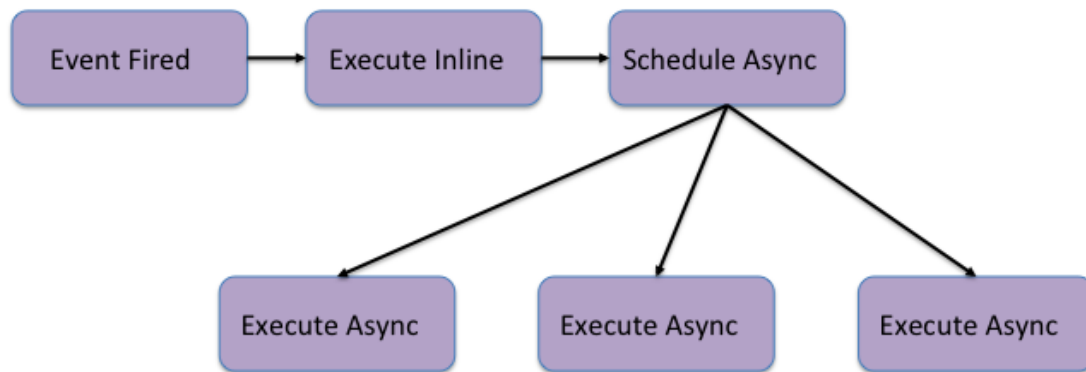 Event Fired
Execute Inline
Schedule Async
Execute Async
Execute Async
Execute Async